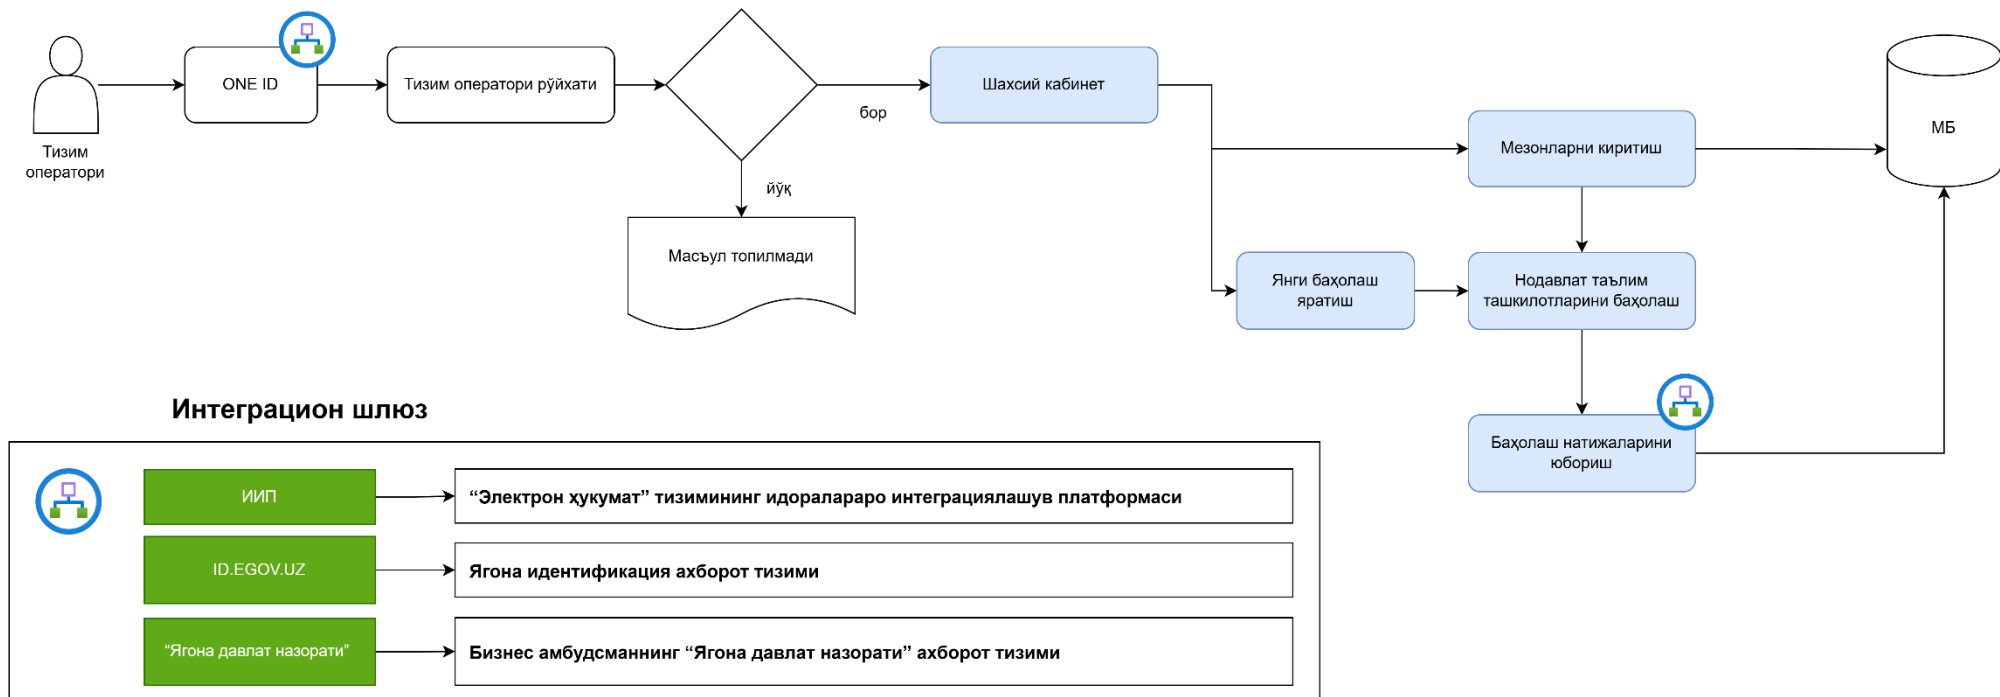 Тизим
оператори
ONE ID
Тизим оператори рўйхати
бор
йўқ
Масъул топилмади
Шахсий кабинет
Мезонларни киритиш
МБ
Янги баҳолаш
яратиш
Нодавлат таълим
ташкилотларини баҳолаш
Баҳолаш натижаларини
юбориш
Интеграцион шлюз
ИИП
“Электрон ҳукумат” тизимининг идоралараро интеграциялашув платформаси
ID.EGOV.UZ
Ягона идентификация ахборот тизими
“Ягона давлат назорати”
Бизнес амбудсманнинг “Ягона давлат назорати” ахборот тизими